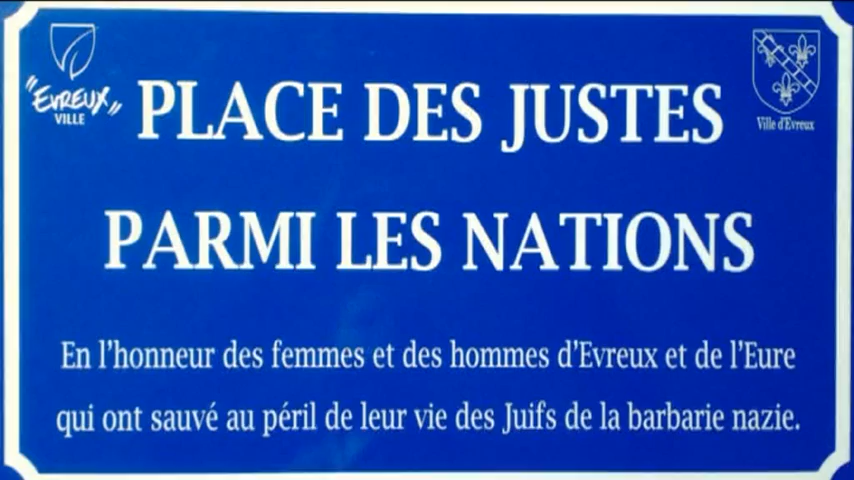 "EVREUX"
VILLE
Ville d'Evreux
PLACE DES JUSTES
PARMI LES NATIONS
En l'honneur des femmes et des hommes d'Evreux et de l'Eure
qui ont sauvé au péril de leur vie des Juifs de la barbarie nazie.